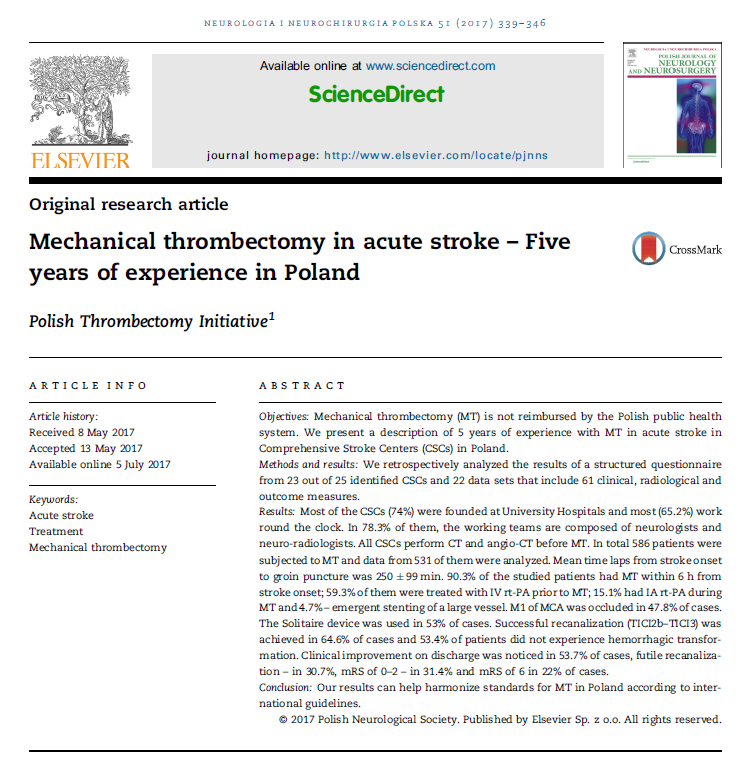 NEUROLOGIA I NEUROCHIRURGIA POLSKA 51 (2017) 339–346
Available online at www.sciencedirect.com
ScienceDirect
journal homepage: http://www.elsevier.com/locate/pjnns
ELSEVIER
POLISH JOURNAL OF
NEUROLOGY
AND NEUROSURGERY
Original research article
Mechanical thrombectomy in acute stroke – Five
years of experience in Poland
CrossMark
Polish Thrombectomy Initiative1
ARTICLE INFO
Article history:
Received 8 May 2017
Accepted 13 May 2017
Available online 5 July 2017
Keywords:
Acute stroke
Treatment
Mechanical thrombectomy
ABSTRACT
Objectives: Mechanical thrombectomy (MT) is not reimbursed by the Polish public health
system. We present a description of 5 years of experience with MT in acute stroke in
Comprehensive Stroke Centers (CSCs) in Poland.
Methods and results: We retrospectively analyzed the results of a structured questionnaire
from 23 out of 25 identified CSCs and 22 data sets that include 61 clinical, radiological and
outcome measures.
Results: Most of the CSCs (74%) were founded at University Hospitals and most (65.2%) work
round the clock. In 78.3% of them, the working teams are composed of neurologists and
neuro-radiologists. All CSCs perform CT and angio-CT before MT. In total 586 patients were
subjected to MT and data from 531 of them were analyzed. Mean time laps from stroke onset
to groin puncture was 250 ± 99 min. 90.3% of the studied patients had MT within 6 h from
stroke onset; 59.3% of them were treated with IV rt-PA prior to MT; 15.1% had IA rt-PA during
MT and 4.7% – emergent stenting of a large vessel. M1 of MCA was occluded in 47.8% of cases.
The Solitaire device was used in 53% of cases. Successful recanalization (TICI2b–TICI3) was
achieved in 64.6% of cases and 53.4% of patients did not experience hemorrhagic transfor-
mation. Clinical improvement on discharge was noticed in 53.7% of cases, futile recanaliza-
tion – in 30.7%, mRS of 0–2 – in 31.4% and mRS of 6 in 22% of cases.
Conclusion: Our results can help harmonize standards for MT in Poland according to inter-
national guidelines.
© 2017 Polish Neurological Society. Published by Elsevier Sp. z o.o. All rights reserved.